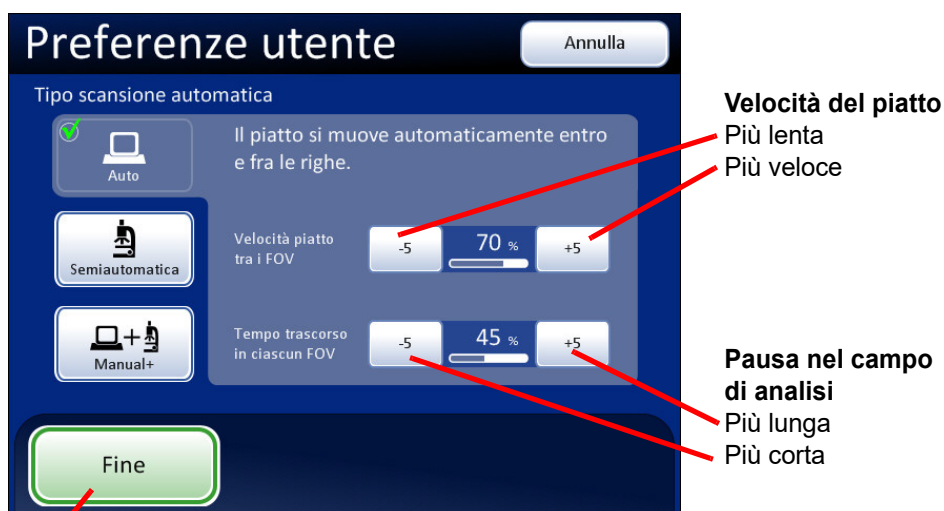 Preferenze utente
Annulla
Tipo scansione automatica
Auto
Il piatto si muove automaticamente entro
e fra le righe.
Semiautomatica
Velocità piatto
tra i FOV
-5
70 %
+5
Manual+
Tempo trascorso
in ciascun FOV
-5
45 %
+5
Fine
Velocità del piatto
Più lenta
Più veloce
Pausa nel campo
di analisi
Più lunga
Più corta